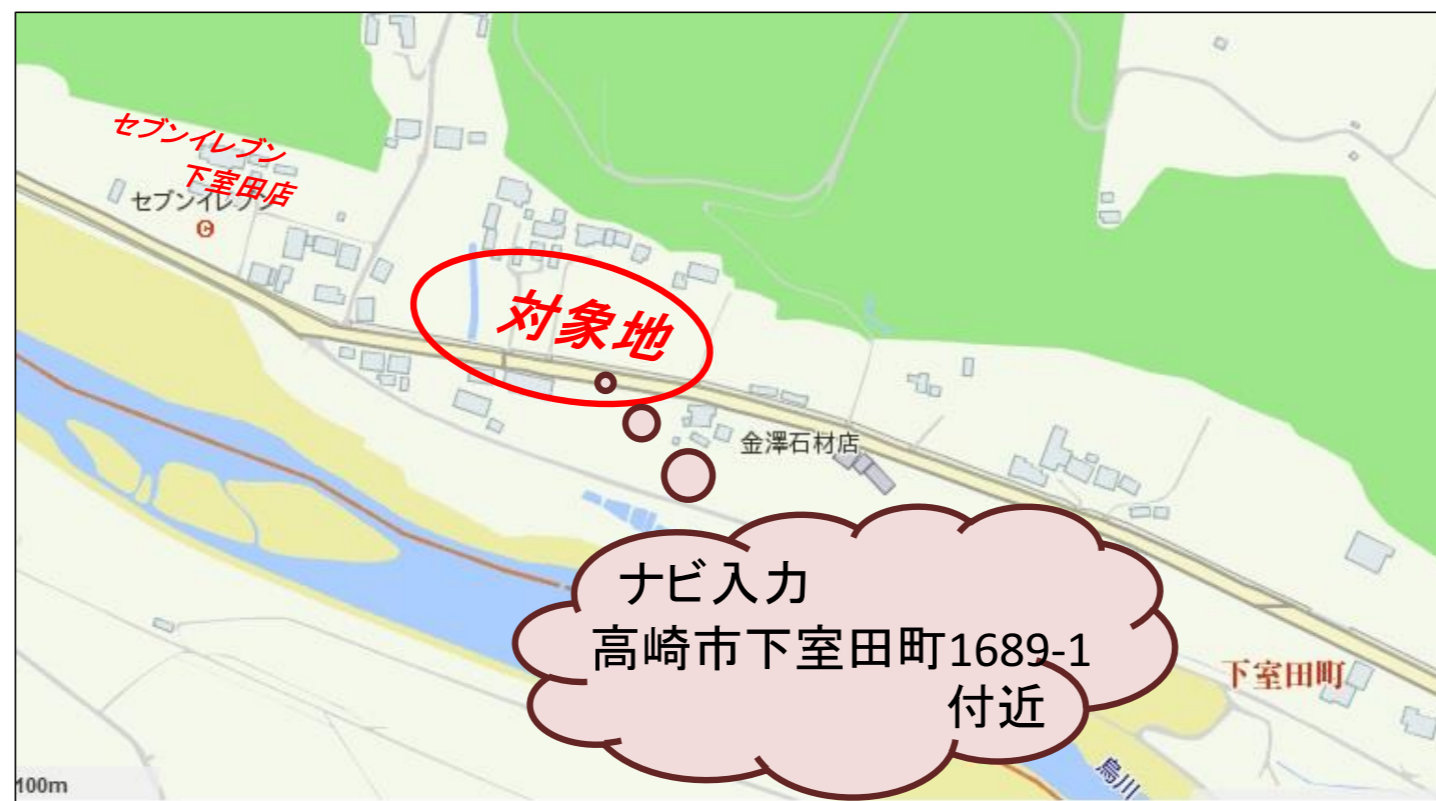 セブンイレブン
下室田店
セブンイレブン
対象地
金澤石材店
ナビ入力
高崎市下室田町1689-1
付近
下室田町
烏川
100m